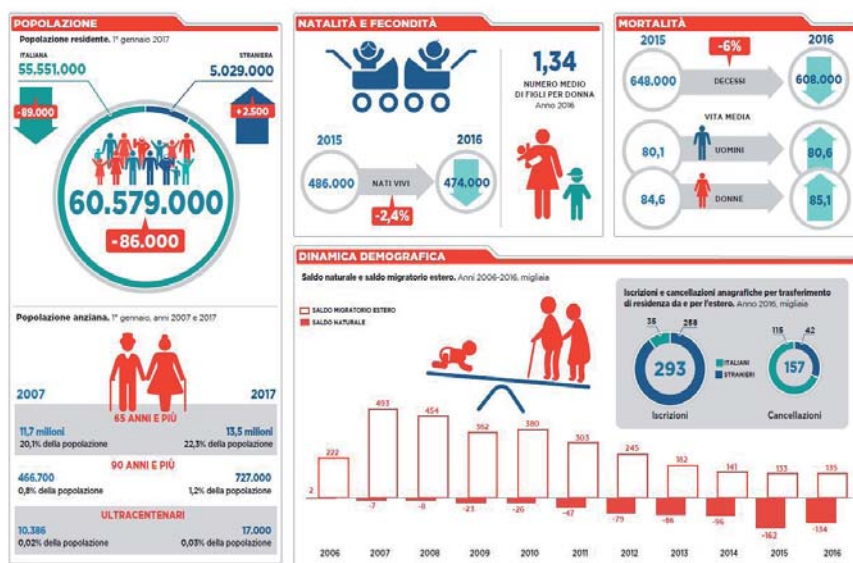 POPOLAZIONE
Popolazione residente. 1° gennaio 2017
ITALIANA
55.551.000
STRANIERA
5.029.000
-89.000
+2.500
60.579.000
-86.000
Popolazione anziana. 1° gennaio, anni 2007 e 2017
2007
2017
65 ANNI E PIÙ
11,7 milioni
13,5 milioni
20,1% della popolazione
22,3% della popolazione
90 ANNI E PIÙ
466.700
727.000
0,8% della popolazione
1,2% della popolazione
ULTRACENTENARI
10.386
17.000
0,02% della popolazione
0,03% della popolazione
NATALITÀ E FECONDITÀ
1,34
NUMERO MEDIO
DI FIGLI PER DONNA
Anno 2016
2015
2016
486.000
NATI VIVI
474.000
-2,4%
MORTALITÀ
2015
-6%
2016
648.000
DECESSI
608.000
VITA MEDIA
80,1
UOMINI
80,6
84,6
DONNE
85,1
DINAMICA DEMOGRAFICA
Saldo naturale e saldo migratorio estero. Anni 2006-2016, migliaia
SALDO MIGRATORIO ESTERO
SALDO NATURALE
Iscrizioni e cancellazioni anagrafiche per trasferimento
di residenza da e per l'estero. Anno 2016, migliaia
35
258
293
Iscrizioni
ITALIANI
STRANIERI
115
42
157
Cancellazioni
222
493
454
362
380
303
245
182
141
133
135
2
-7
-8
-23
-26
-47
-79
-86
-96
-162
-134
2006
2007
2008
2009
2010
2011
2012
2013
2014
2015
2016